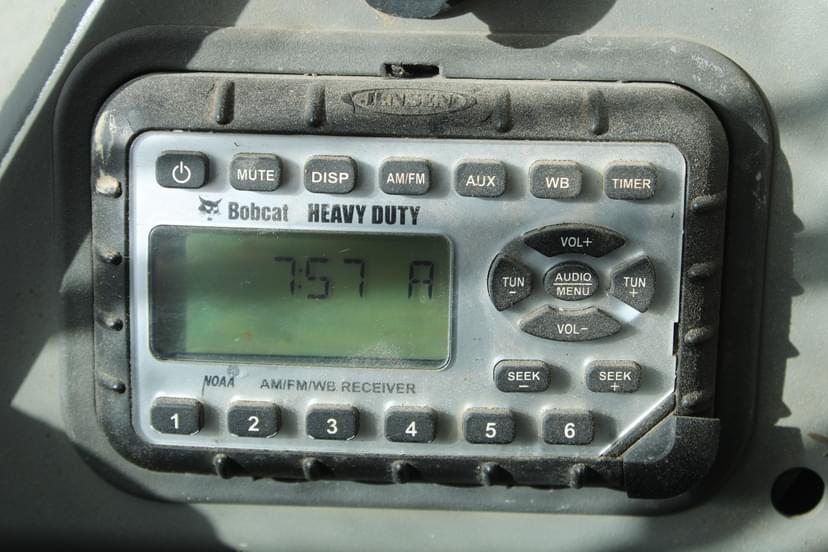 JENSEN
MUTE DISP AM/FM AUX WB TIMER
Bobcat HEAVY DUTY
7:57 A
VOL+
TUN - AUDIO MENU TUN +
VOL-
SEEK - SEEK +
NOAA AM/FM/WB RECEIVER
1 2 3 4 5 6